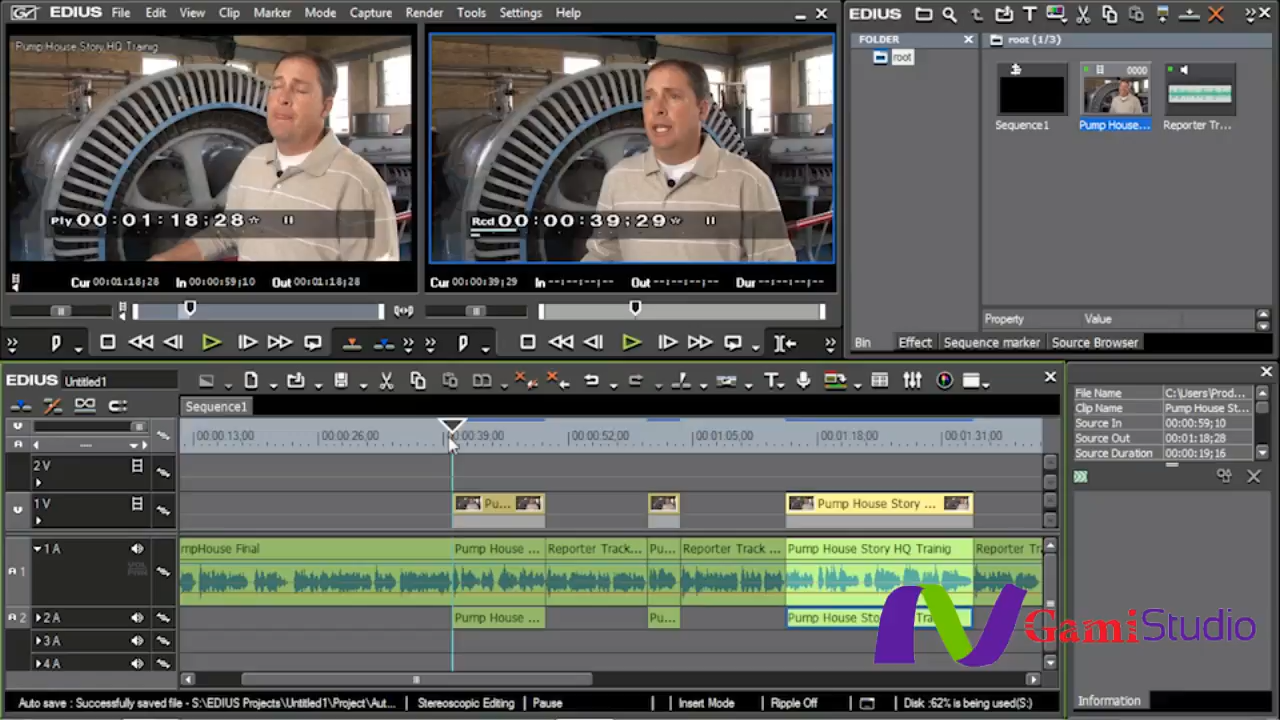 EDIUS File Edit View Clip Marker Mode Capture Render Tools Settings Help
Pump House Story HQ Trainig
Ply 00:01:18;28
Cur 00:01:18;28 In 00:00:59;10 Out 00:01:18;28
Rcd 00:00:39;29
Cur 00:00:39;29 In --:--:--;-- Out --:--:--;-- Dur --:--:--;--
EDIUS
FOLDER
root
root (1/3)
0000
Sequence1 Pump House... Reporter Tr...
Property Value
Bin Effect Sequence marker Source Browser
EDIUS Untitled1
Sequence1
00:00:13;00 00:00:26;00 00:00:39;00 00:00:52;00 00:01:05;00 00:01:18;00 00:01:31;00
2 V
1 V
Pu... Pump House Story ...
1 A
mpHouse Final Pump House ... Reporter Track... Pu... Reporter Track ... Pump House Story HQ Trainig Reporter Tr
VOL
PAN
A 1
A 2
2 A
Pump House ... Pu...
3 A
4 A
File Name C:\Users\Prod...
Clip Name Pump House St...
Source In 00:00:59;10
Source Out 00:01:18;28
Source Duration 00:00:19;16
Information
Gami Studio
Auto save : Successfully saved file - S:\EDIUS Projects\Untitled1\Project\Aut... Stereoscopic Editing Pause Insert Mode Ripple Off Disk :62% is being used(S:)